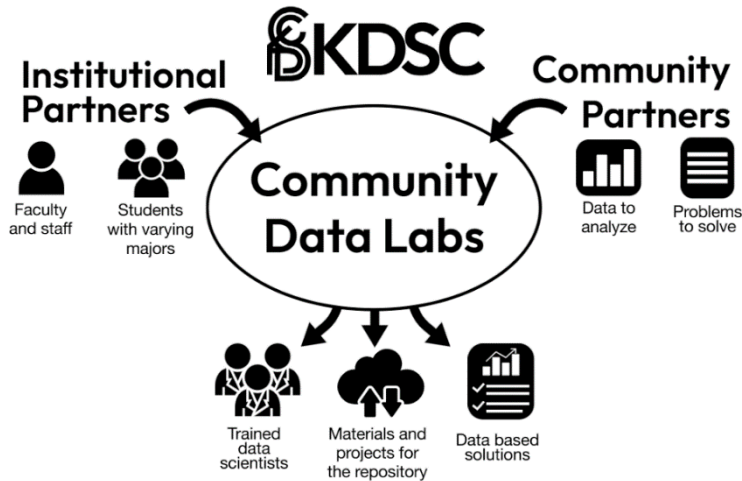 KDSC
Institutional
Partners
Community
Partners
Faculty
and staff
Students
with varying
majors
Community
Data Labs
Data to
analyze
Problems
to solve
Trained
data
scientists
Materials and
projects for
the repository
Data based
solutions